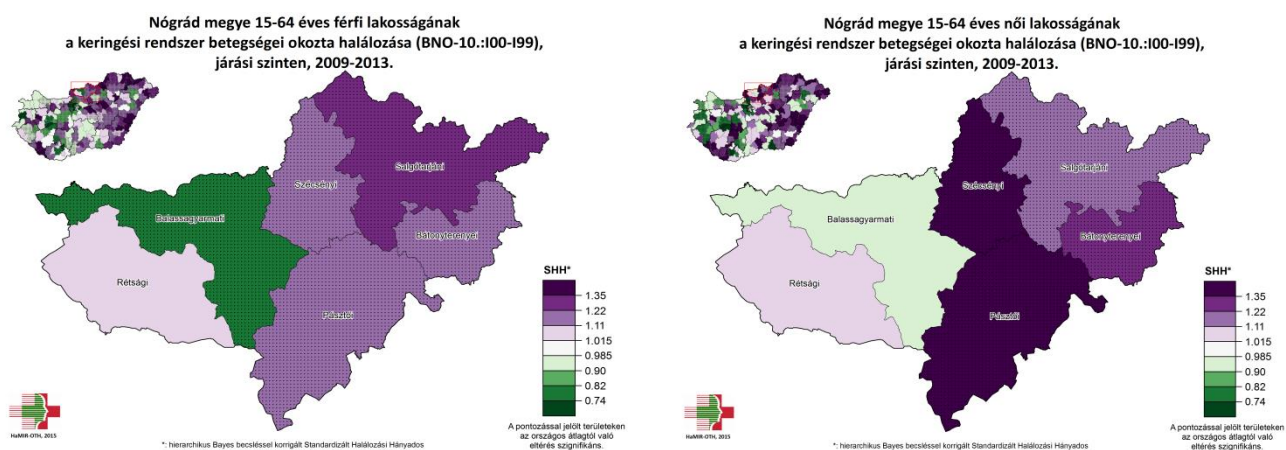 Nógrád megye 15-64 éves férfi lakosságának
a keringési rendszer betegségei okozta halálozása (BNO-10.:I00-I99),
járási szinten, 2009-2013.
Salgótarjáni
Szécsényi
Balassagyarmati
Bátonyterenyei
Rétsági
Pásztói
SHH*
1.35
1.22
1.11
1.015
0.985
0.90
0.82
0.74
A pontozással jelölt területeken
az országos átlagtól való
eltérés szignifikáns.
HaMIR-OTH, 2015
*: hierarchikus Bayes becsléssel korrigált Standardizált Halálozási Hányados
Nógrád megye 15-64 éves női lakosságának
a keringési rendszer betegségei okozta halálozása (BNO-10.:I00-I99),
járási szinten, 2009-2013.
Salgótarjáni
Szécsényi
Balassagyarmati
Bátonyterenyei
Rétsági
Pásztói
SHH*
1.35
1.22
1.11
1.015
0.985
0.90
0.82
0.74
A pontozással jelölt területeken
az országos átlagtól való
eltérés szignifikáns.
HaMIR-OTH, 2015
*: hierarchikus Bayes becsléssel korrigált Standardizált Halálozási Hányados